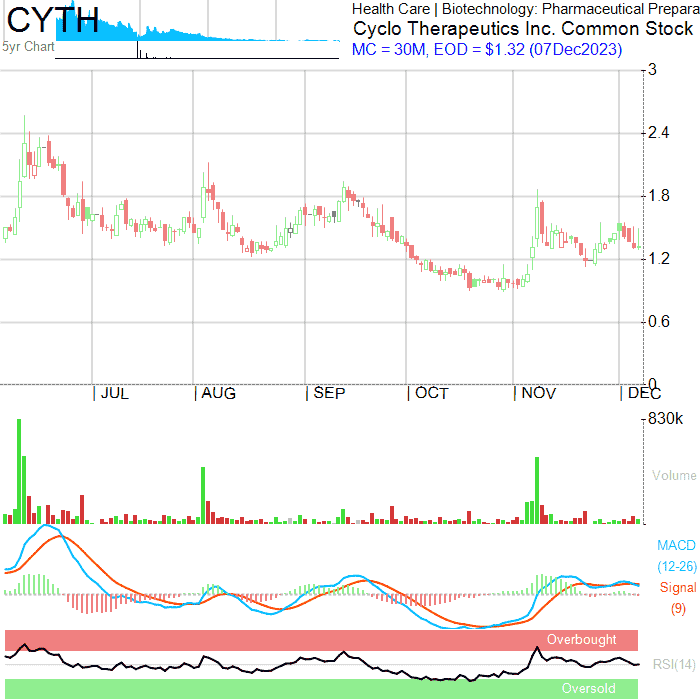 CYTH
5yr Chart
Health Care | Biotechnology: Pharmaceutical Prepara
Cyclo Therapeutics Inc. Common Stock
MC = 30M, EOD = $1.32 (07Dec2023)
3
2.4
1.8
1.2
0.6
0
JUL AUG SEP OCT NOV DEC
830k
Volume
MACD
(12-26)
Signal
(9)
Overbought
RSI(14)
Oversold